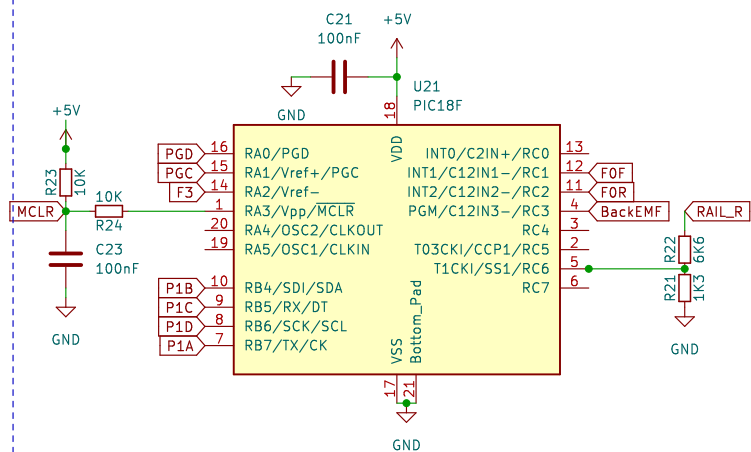 C21
100nF
+5V
GND
U21
PIC18F
18
VDD
+5V
R23
10K
MCLR
10K
R24
C23
100nF
GND
PGD
16
RA0/PGD
PGC
15
RA1/Vref+/PGC
F3
14
RA2/Vref-
1
RA3/Vpp/MCLR
20
RA4/OSC2/CLKOUT
19
RA5/OSC1/CLKIN
P1B
10
RB4/SDI/SDA
P1C
9
RB5/RX/DT
P1D
8
RB6/SCK/SCL
P1A
7
RB7/TX/CK
INT0/C2IN+/RC0
13
INT1/C12IN1-/RC1
12
F0F
INT2/C12IN2-/RC2
11
F0R
PGM/C12IN3-/RC3
4
BackEMF
RC4
3
T03CKI/CCP1/RC5
2
T1CKI/SS1/RC6
5
RC7
6
RAIL_R
R22
6K6
R21
1K3
GND
VSS
Bottom_Pad
17
21
GND